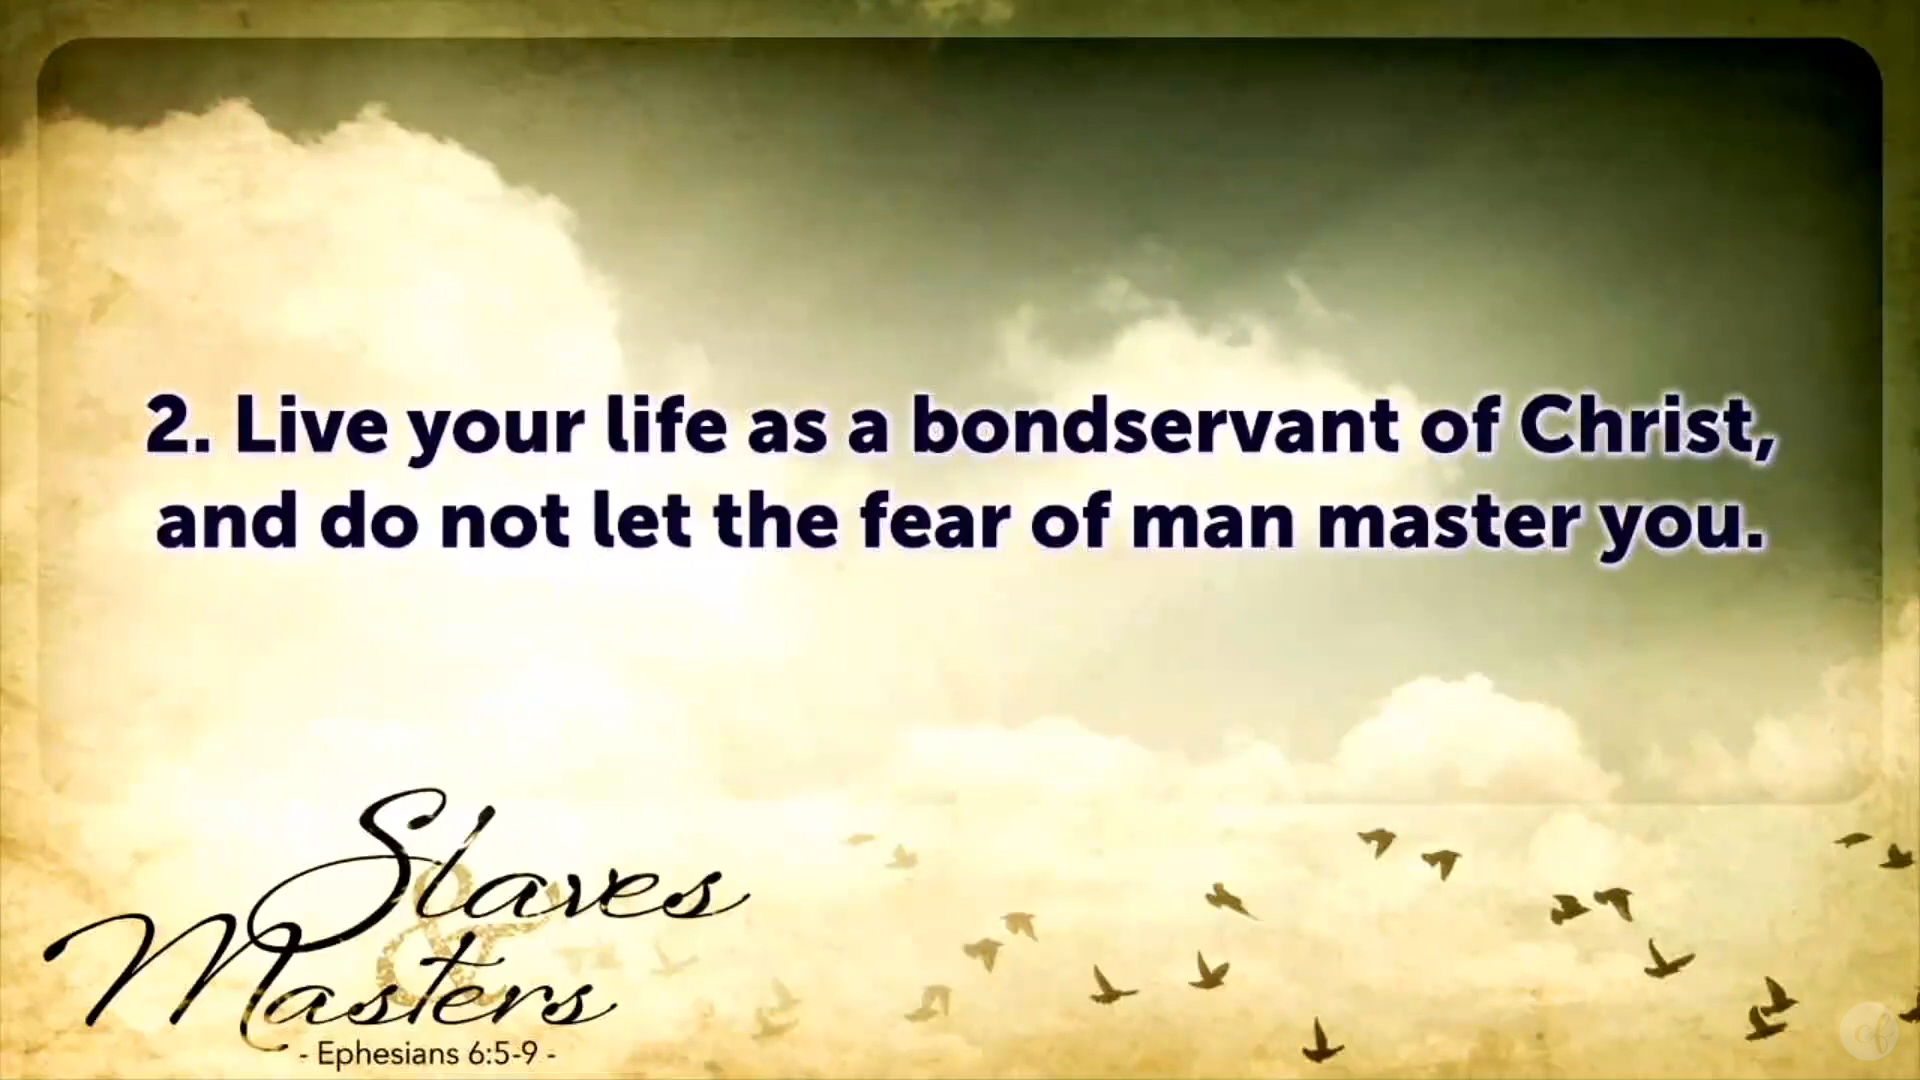 2. Live your life as a bondservant of Christ,
and do not let the fear of man master you.
Slaves
&
Masters
- Ephesians 6:5-9 -
cf